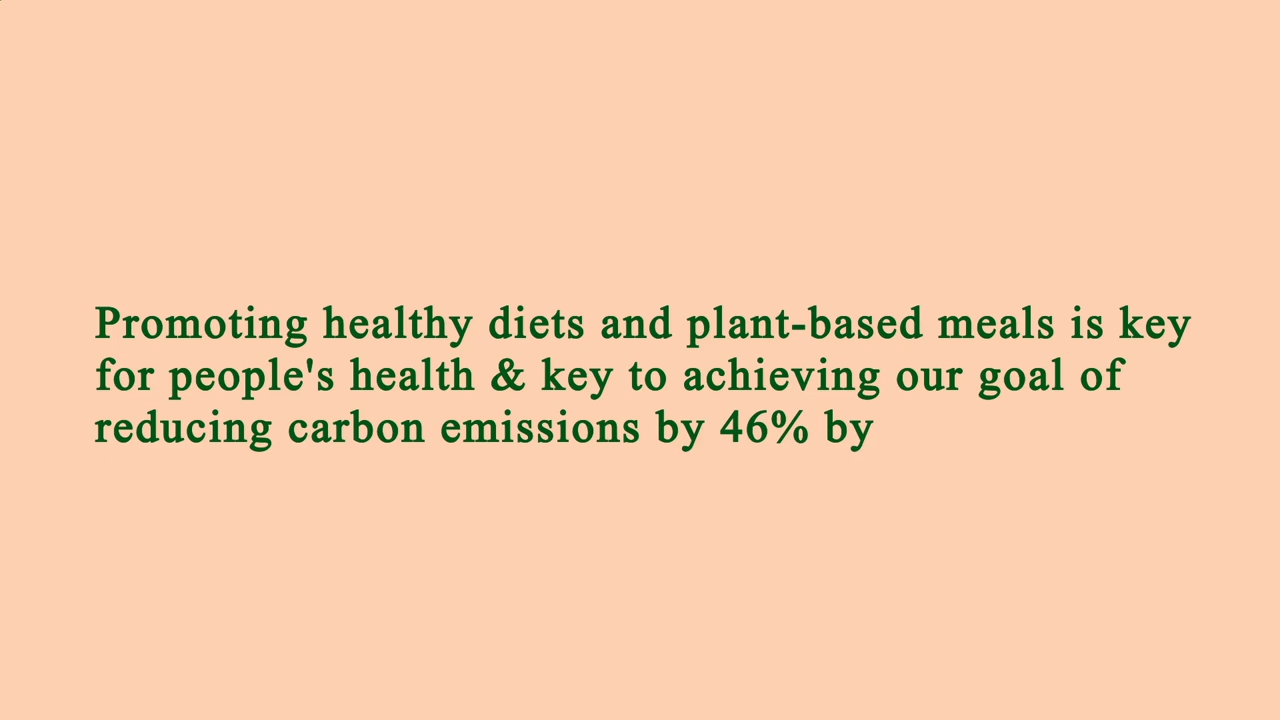 Promoting healthy diets and plant-based meals is key
for people's health & key to achieving our goal of
reducing carbon emissions by 46% by